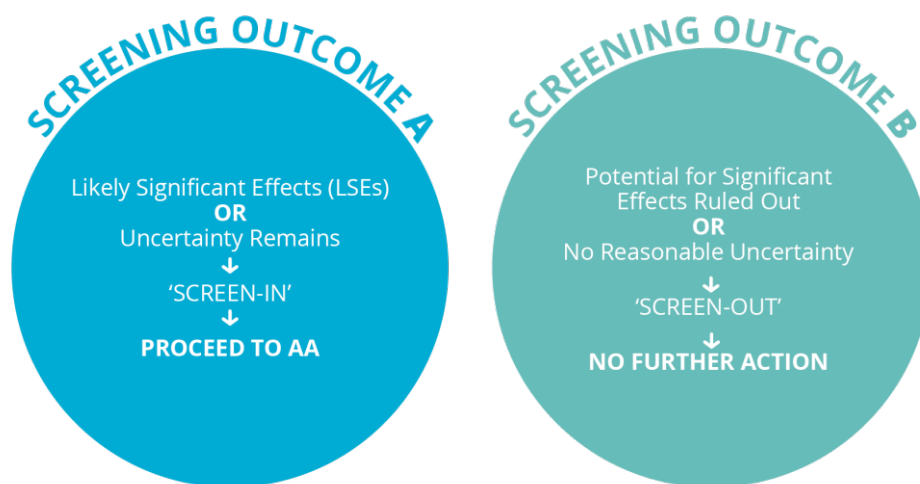 SCREENING OUTCOME A
Likely Significant Effects (LSEs)
OR
Uncertainty Remains
↓
‘SCREEN-IN’
↓
PROCEED TO AA
SCREENING OUTCOME B
Potential for Significant
Effects Ruled Out
OR
No Reasonable Uncertainty
↓
‘SCREEN-OUT’
↓
NO FURTHER ACTION